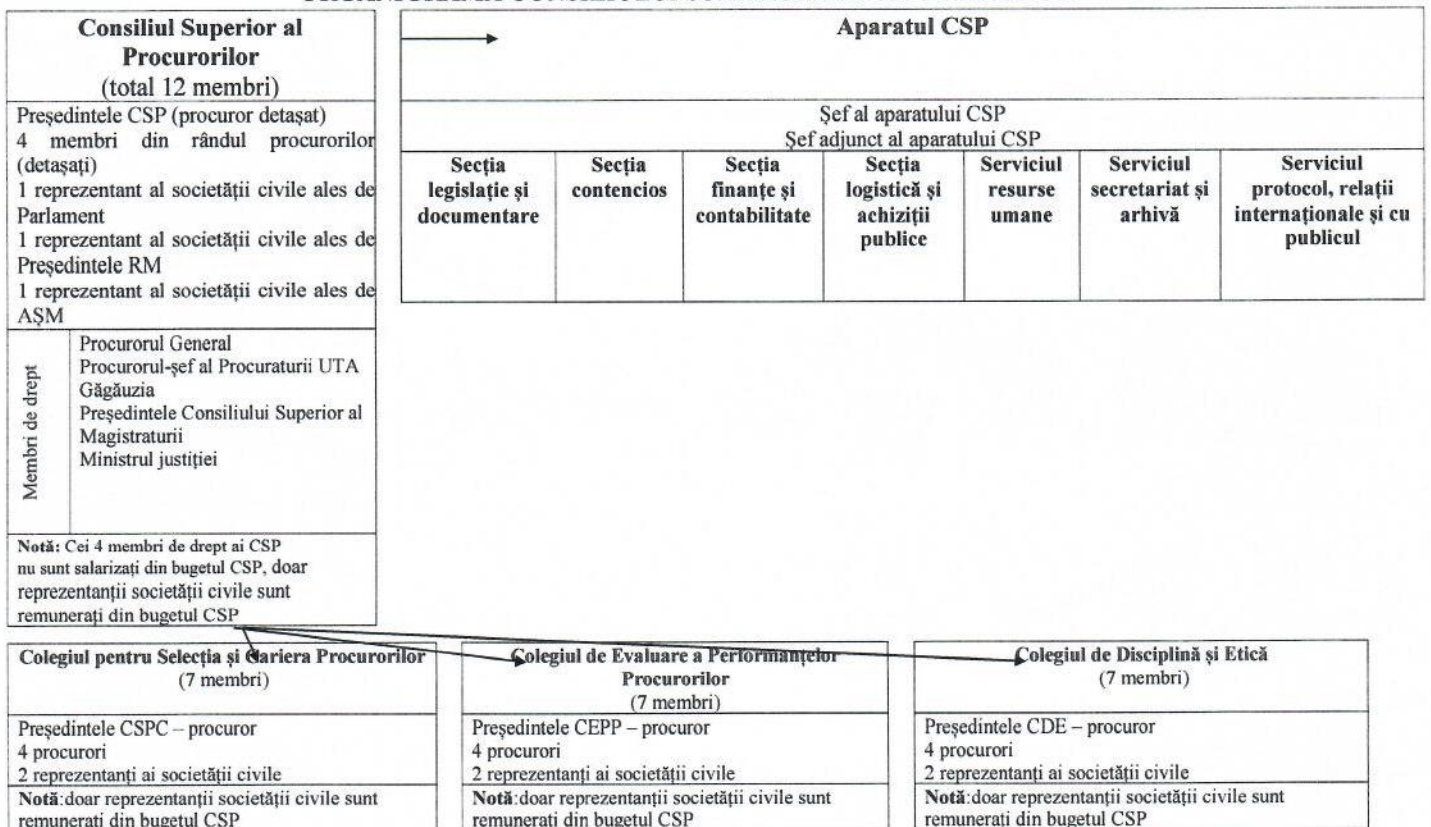 Consiliul Superior al
Procurorilor
(total 12 membri)
Președintele CSP (procuror detașat)
4 membri din rândul procurorilor
(detașați)
1 reprezentant al societății civile ales de
Parlament
1 reprezentant al societății civile ales de
Președintele RM
1 reprezentant al societății civile ales de
AȘM
Membri de drept
Procurorul General
Procurorul-șef al Procuraturii UTA
Găgăuzia
Președintele Consiliului Superior al
Magistraturii
Ministrul justiției
Notă: Cei 4 membri de drept ai CSP
nu sunt salarizați din bugetul CSP, doar
reprezentanții societății civile sunt
remunerați din bugetul CSP
Aparatul CSP
Șef al aparatului CSP
Șef adjunct al aparatului CSP
Secția
legislație și
documentare
Secția
contencios
Secția
finanțe și
contabilitate
Secția
logistică și
achiziții
publice
Serviciul
resurse
umane
Serviciul
secretariat și
arhivă
Serviciul
protocol, relații
internaționale și cu
publicul
Colegiul pentru Selecția și Cariera Procurorilor
(7 membri)
Președintele CSPC – procuror
4 procurori
2 reprezentanți ai societății civile
Notă:doar reprezentanții societății civile sunt
remunerați din bugetul CSP
Colegiul de Evaluare a Performanțelor
Procurorilor
(7 membri)
Președintele CEPP – procuror
4 procurori
2 reprezentanți ai societății civile
Notă:doar reprezentanții societății civile sunt
remunerați din bugetul CSP
Colegiul de Disciplină și Etică
(7 membri)
Președintele CDE – procuror
4 procurori
2 reprezentanți ai societății civile
Notă:doar reprezentanții societății civile sunt
remunerați din bugetul CSP